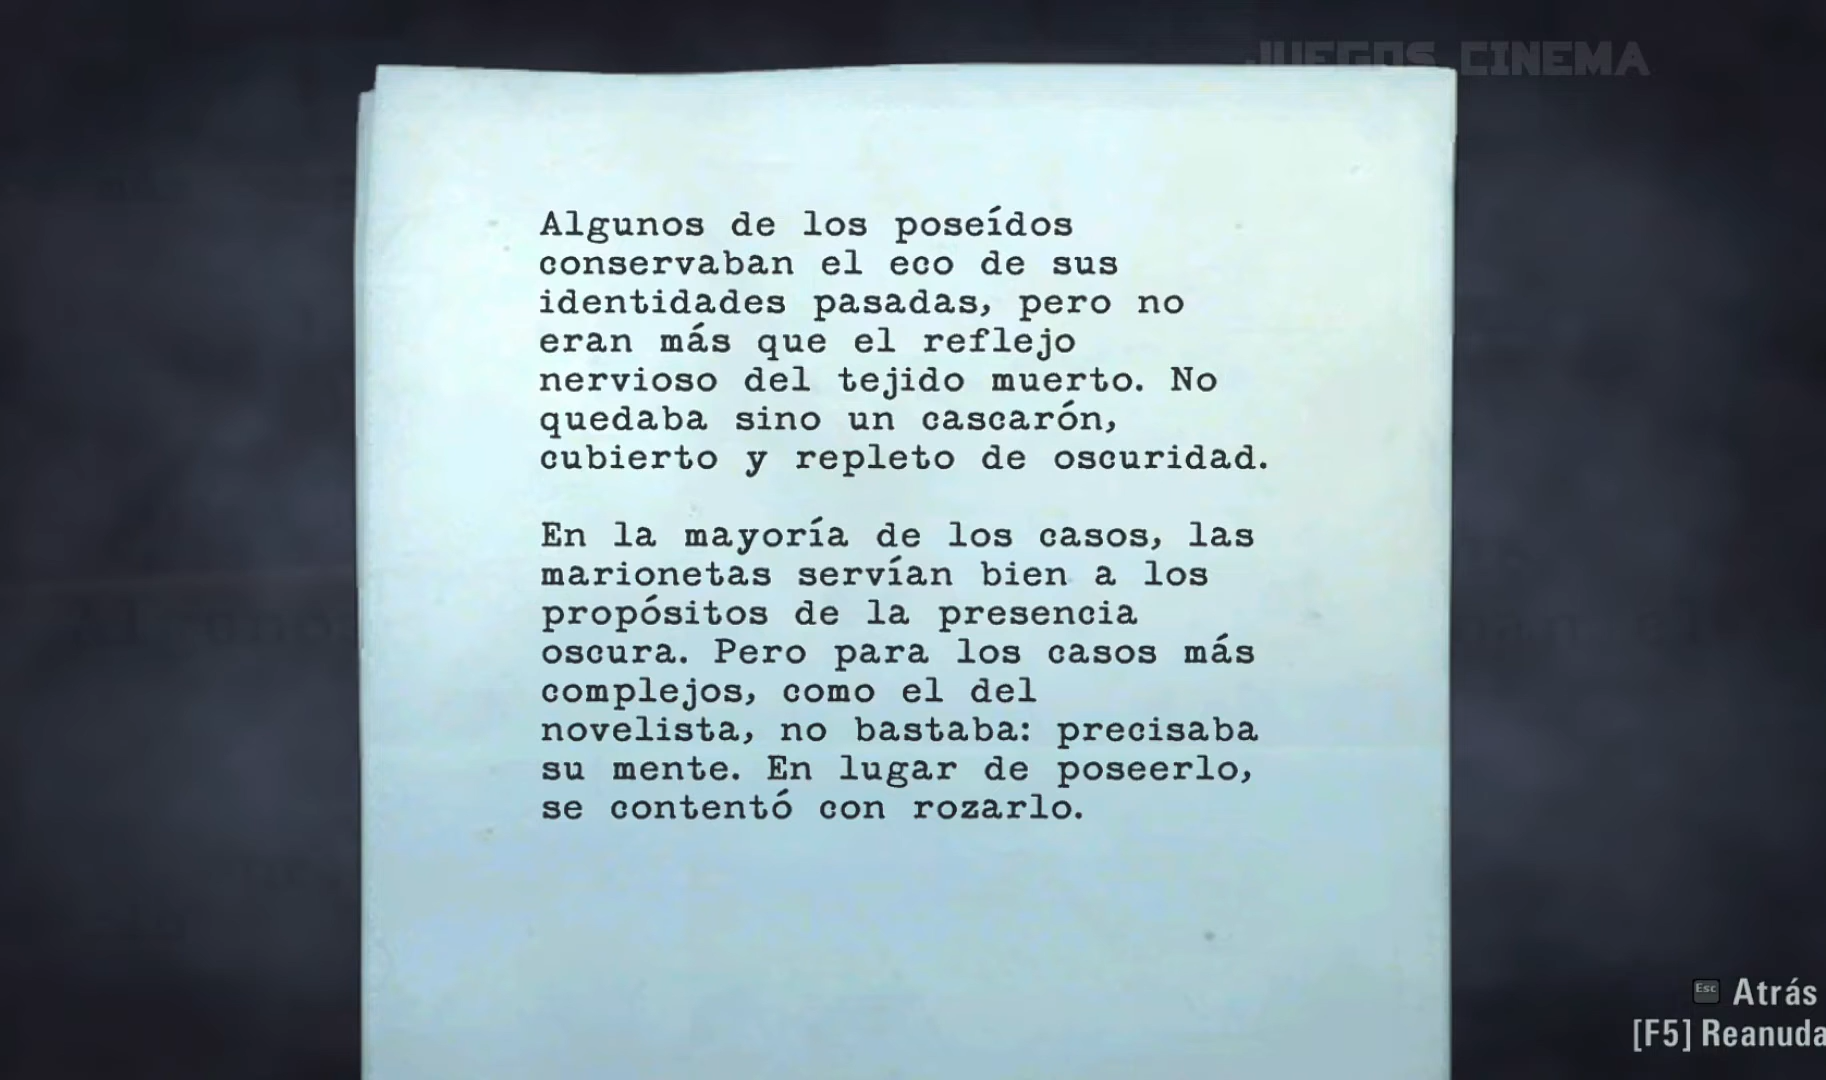 JUEGOS CINEMA
Algunos de los poseídos
conservaban el eco de sus
identidades pasadas, pero no
eran más que el reflejo
nervioso del tejido muerto. No
quedaba sino un cascarón,
cubierto y repleto de oscuridad.
En la mayoría de los casos, las
marionetas servían bien a los
propósitos de la presencia
oscura. Pero para los casos más
complejos, como el del
novelista, no bastaba: precisaba
su mente. En lugar de poseerlo,
se contentó con rozarlo.
Esc Atrás
[F5] Reanuda